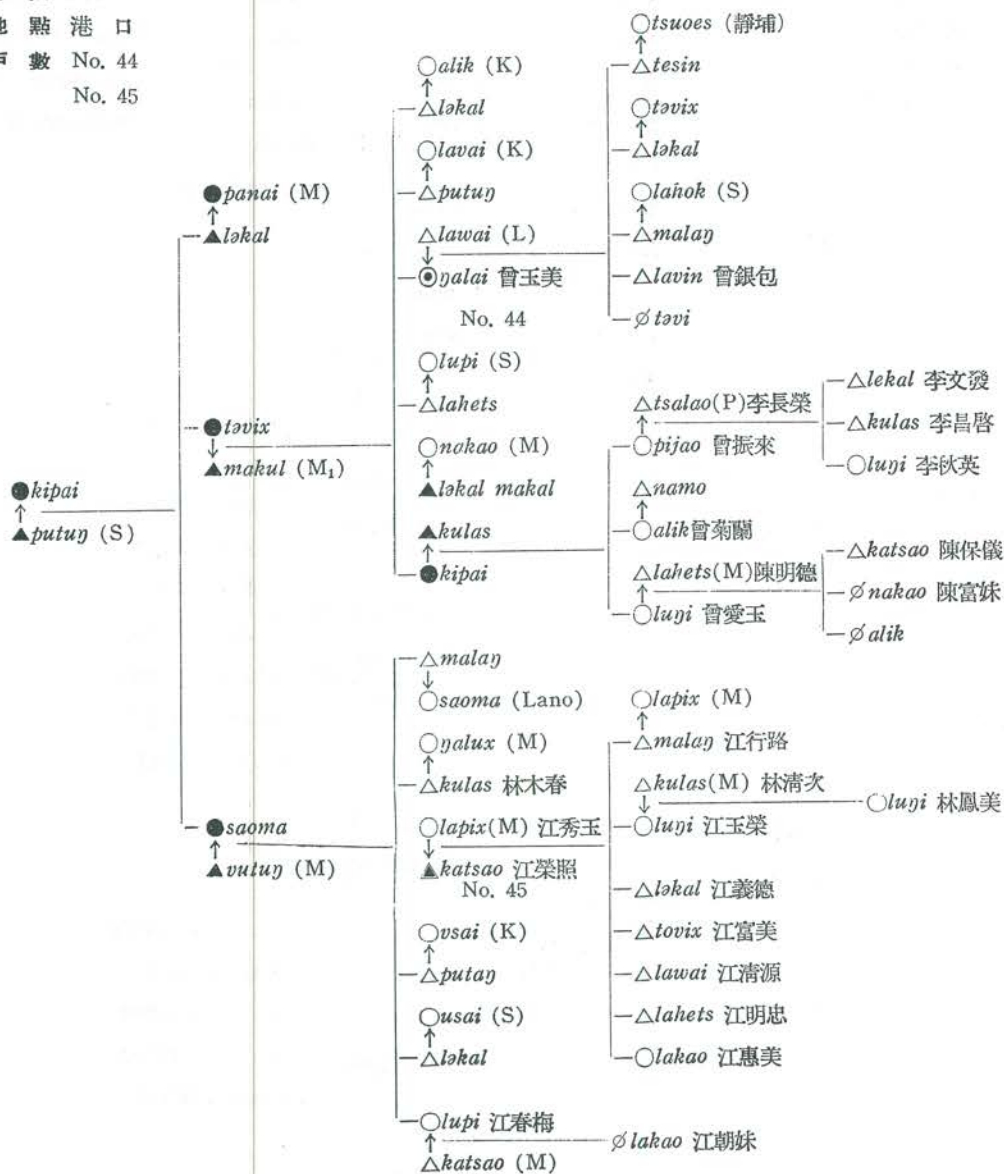 地點 港口
戶數 No. 44
No. 45
○tsuoes (靜埔)
△tesin
○təvix
△ləkal
○lahok (S)
△malaŋ
△lavin 曾銀包
∅təvi
○alik (K)
△ləkal
○lavai (K)
△putuŋ
△lawai (L)
◉ŋalai 曾玉美
No. 44
○lupi (S)
△lahets
○nakao (M)
▲ləkal makal
▲kulas
●kipai
●panai (M)
▲ləkal
●təvix
▲makul (M₁)
●kipai
▲putuŋ (S)
△tsalao(P)李長榮
○pijao 曾振來
△namo
○alik曾菊蘭
△lahets(M)陳明德
○luŋi 曾愛玉
△lekal 李文發
△kulas 李昌啓
○luŋi 李秋英
△katsao 陳保儀
∅nakao 陳富妹
∅alik
●saoma
▲vutuŋ (M)
△malaŋ
○saoma (Lano)
○ŋalux (M)
△kulas 林木春
○lapix(M) 江秀玉
▲katsao 江榮照
No. 45
○vsai (K)
△putaŋ
○usai (S)
△ləkal
○lupi 江春梅
△katsao (M)
∅lakao 江朝妹
○lapix (M)
△malaŋ 江行路
△kulas(M) 林清次
○luŋi 江玉榮
○luŋi 林鳳美
△ləkal 江義德
△tovix 江富美
△lawai 江清源
△lahets 江明忠
○lakao 江惠美